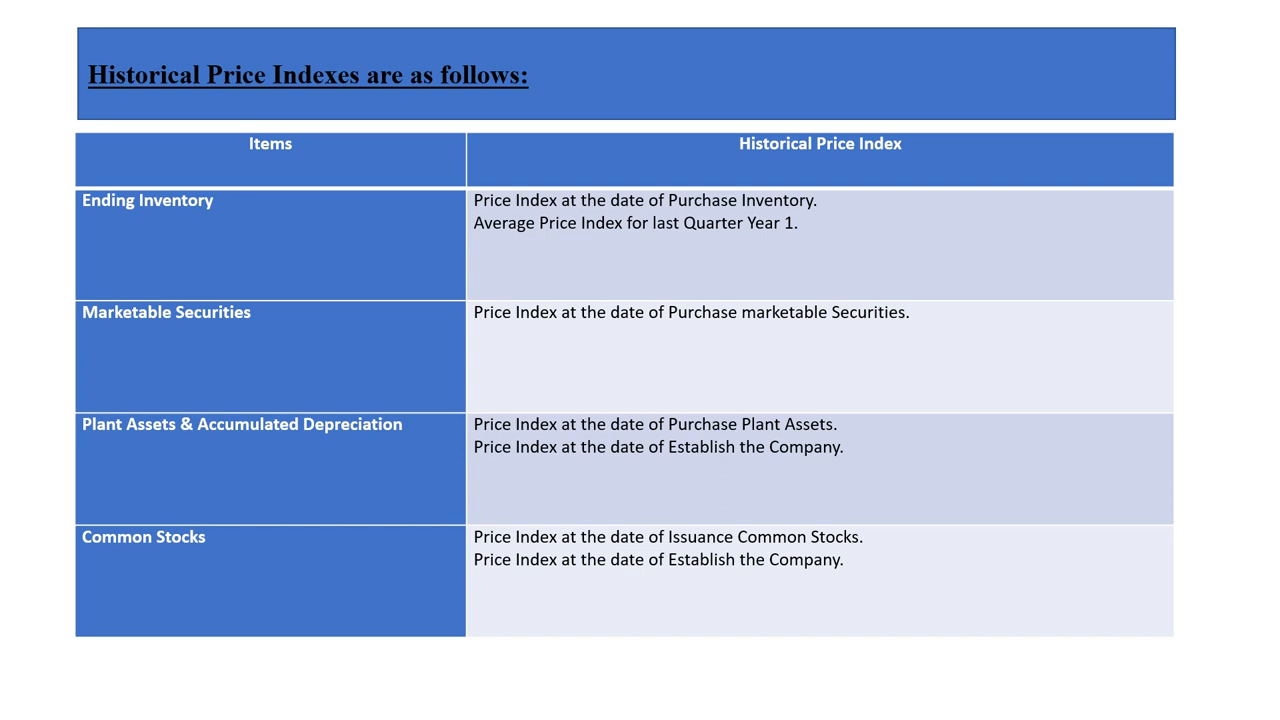 Historical Price Indexes are as follows:
Items
Historical Price Index
Ending Inventory
Price Index at the date of Purchase Inventory.
Average Price Index for last Quarter Year 1.
Marketable Securities
Price Index at the date of Purchase marketable Securities.
Plant Assets & Accumulated Depreciation
Price Index at the date of Purchase Plant Assets.
Price Index at the date of Establish the Company.
Common Stocks
Price Index at the date of Issuance Common Stocks.
Price Index at the date of Establish the Company.